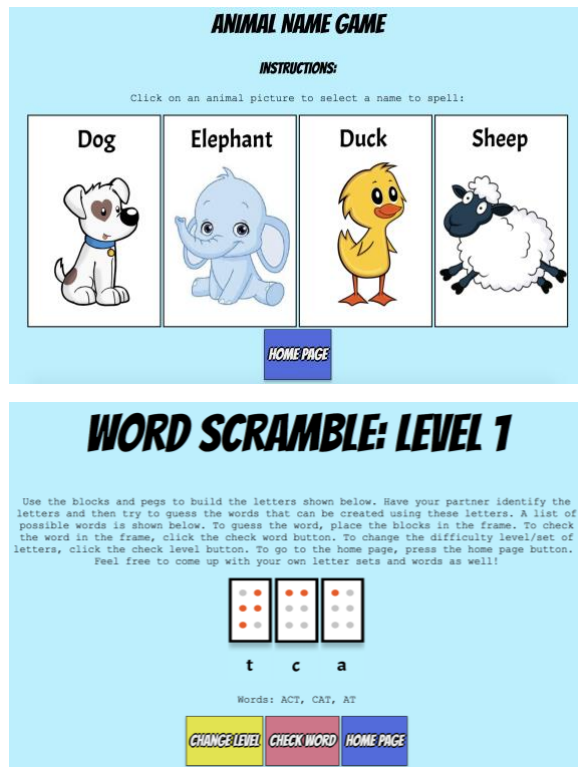 ANIMAL NAME GAME
INSTRUCTIONS:
Click on an animal picture to select a name to spell:
Dog Elephant Duck Sheep
HOME PAGE
WORD SCRAMBLE: LEVEL 1
Use the blocks and pegs to build the letters shown below. Have your partner identify the
letters and then try to guess the words that can be created using these letters. A list of
possible words is shown below. To guess the word, place the blocks in the frame. To check
the word in the frame, click the check word button. To change the difficulty level/set of
letters, click the check level button. To go to the home page, press the home page button.
Feel free to come up with your own letter sets and words as well!
t c a
Words: ACT, CAT, AT
CHANGE LEVEL CHECK WORD HOME PAGE